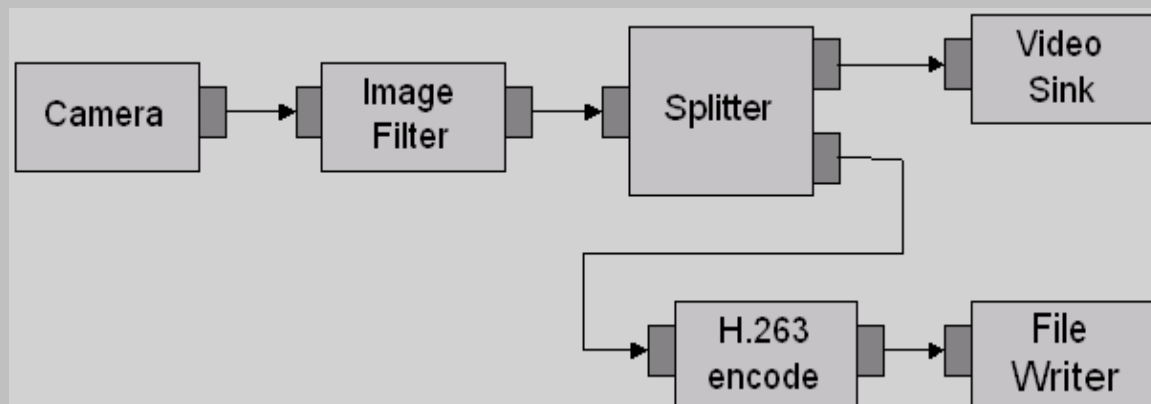 Camera
Image
Filter
Splitter
Video
Sink
H.263
encode
File
Writer